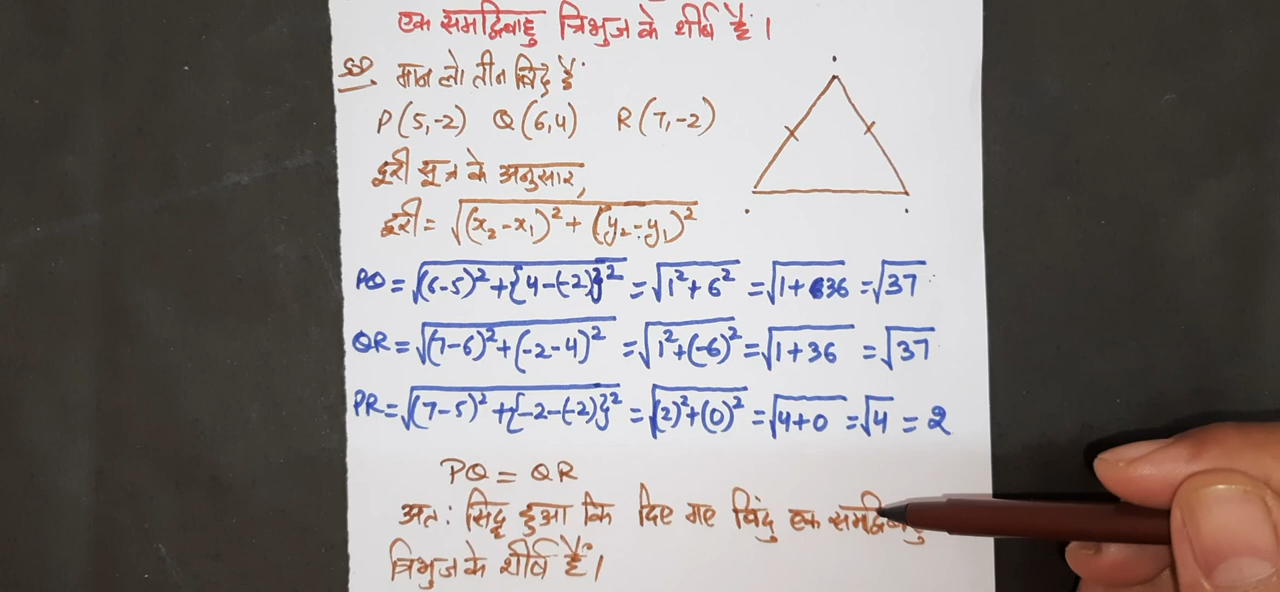 एक समद्विबाहु त्रिभुज के शीर्ष हैं।
मान लो तीन बिंदु हैं
P(5,-2) Q(6,4) R(7,-2)
दूरी सूत्र के अनुसार,
दूरी = √(x₂-x₁)²+(y₂-y₁)²
PQ = √(6-5)²+{4-(-2)}² = √1²+6² = √1+36 = √37
QR = √(7-6)²+(-2-4)² = √1²+(-6)² = √1+36 = √37
PR = √(7-5)²+{-2-(-2)}² = √(2)²+(0)² = √4+0 = √4 = 2
PQ = QR
अतः सिद्ध हुआ कि दिए गए बिंदु एक समद्विबाहु
त्रिभुज के शीर्ष हैं।